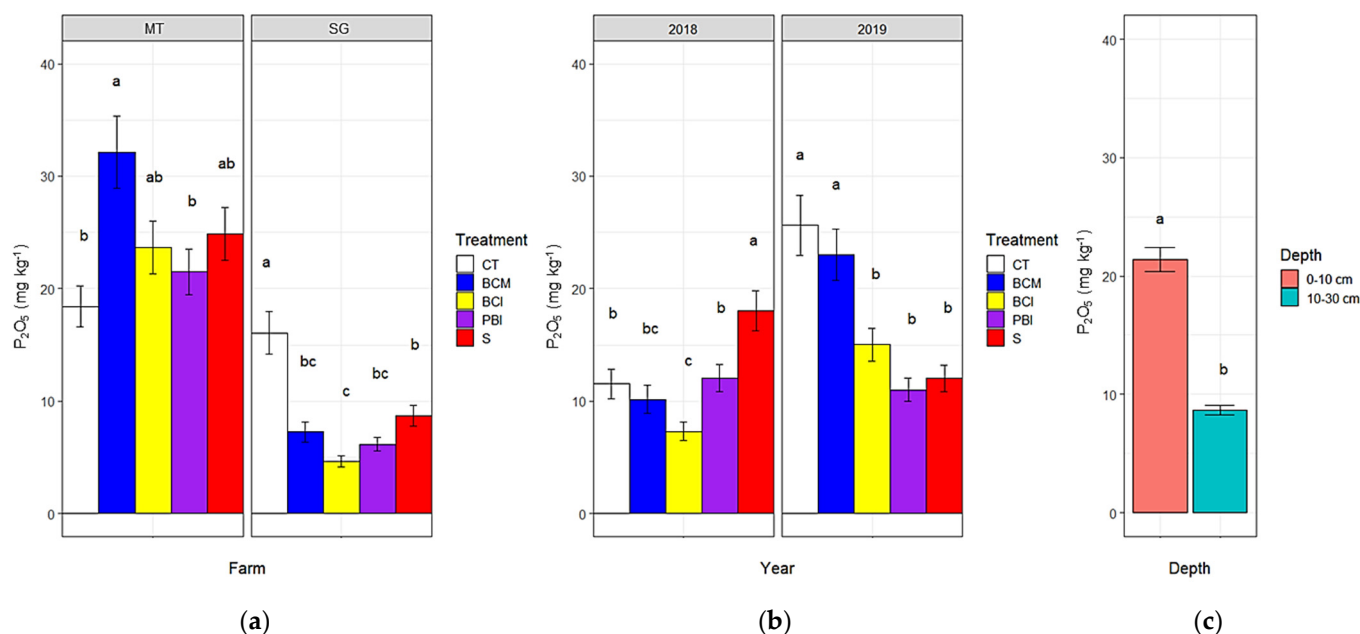 MT
SG
40
30
20
10
0
P2O5 (mg kg-1)
b
a
ab
b
ab
a
bc
c
bc
b
Farm
Treatment
CT
BCM
BCI
PBI
S
(a)
2018
2019
40
30
20
10
0
P2O5 (mg kg-1)
b
bc
c
b
a
a
a
b
b
b
Year
Treatment
CT
BCM
BCI
PBI
S
(b)
40
30
20
10
0
P2O5 (mg kg-1)
a
b
Depth
Depth
0-10 cm
10-30 cm
(c)